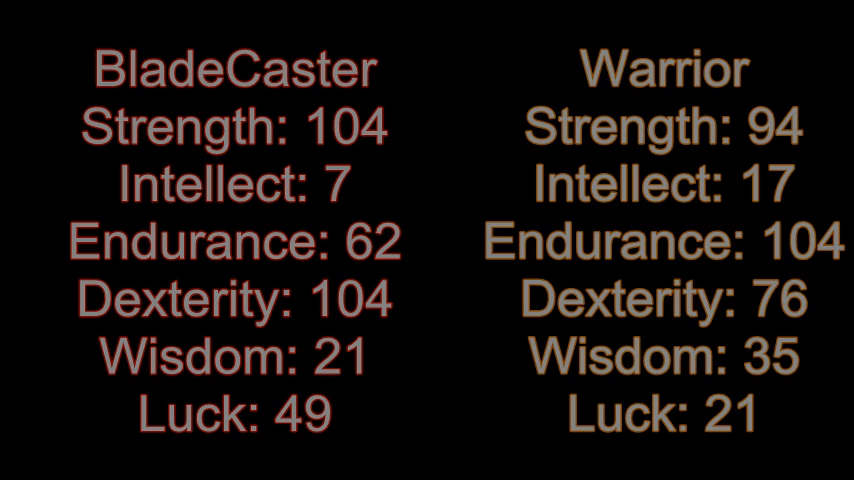 BladeCaster
Strength: 104
Intellect: 7
Endurance: 62
Dexterity: 104
Wisdom: 21
Luck: 49
Warrior
Strength: 94
Intellect: 17
Endurance: 104
Dexterity: 76
Wisdom: 35
Luck: 21